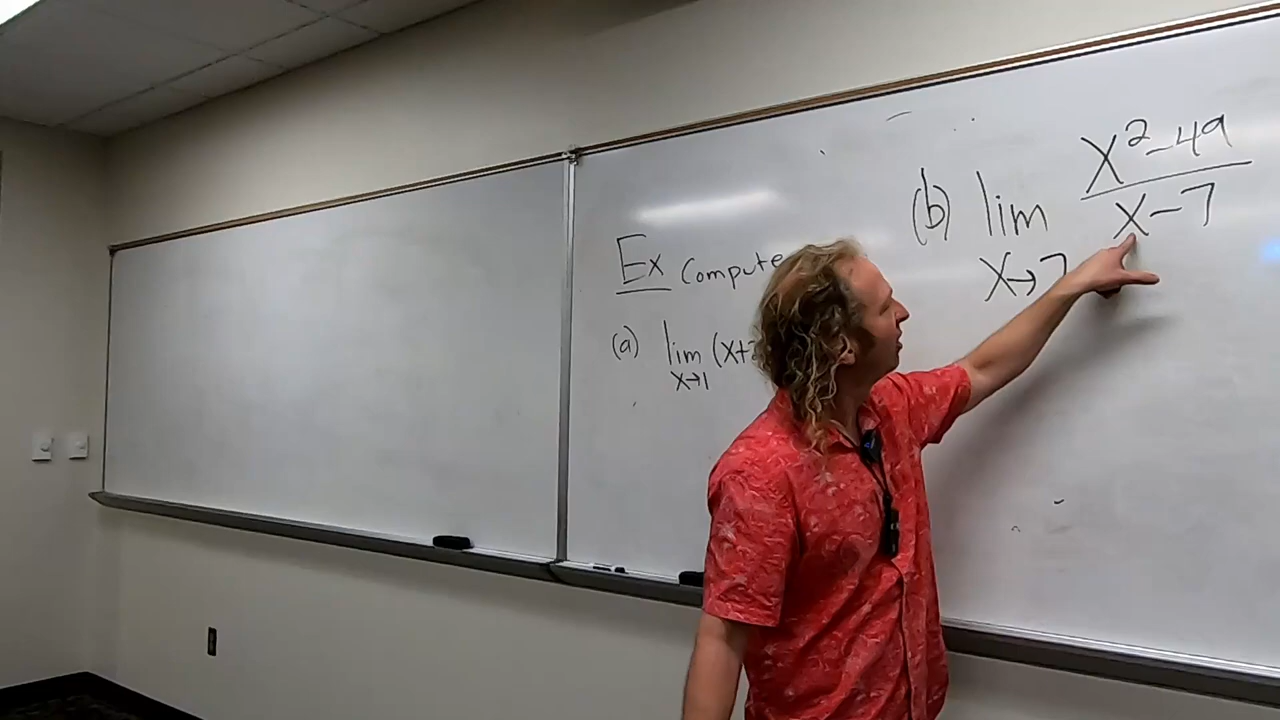 Ex Compute
(a) lim (x+
x→1
(b) lim x²-49
x-7
x→7